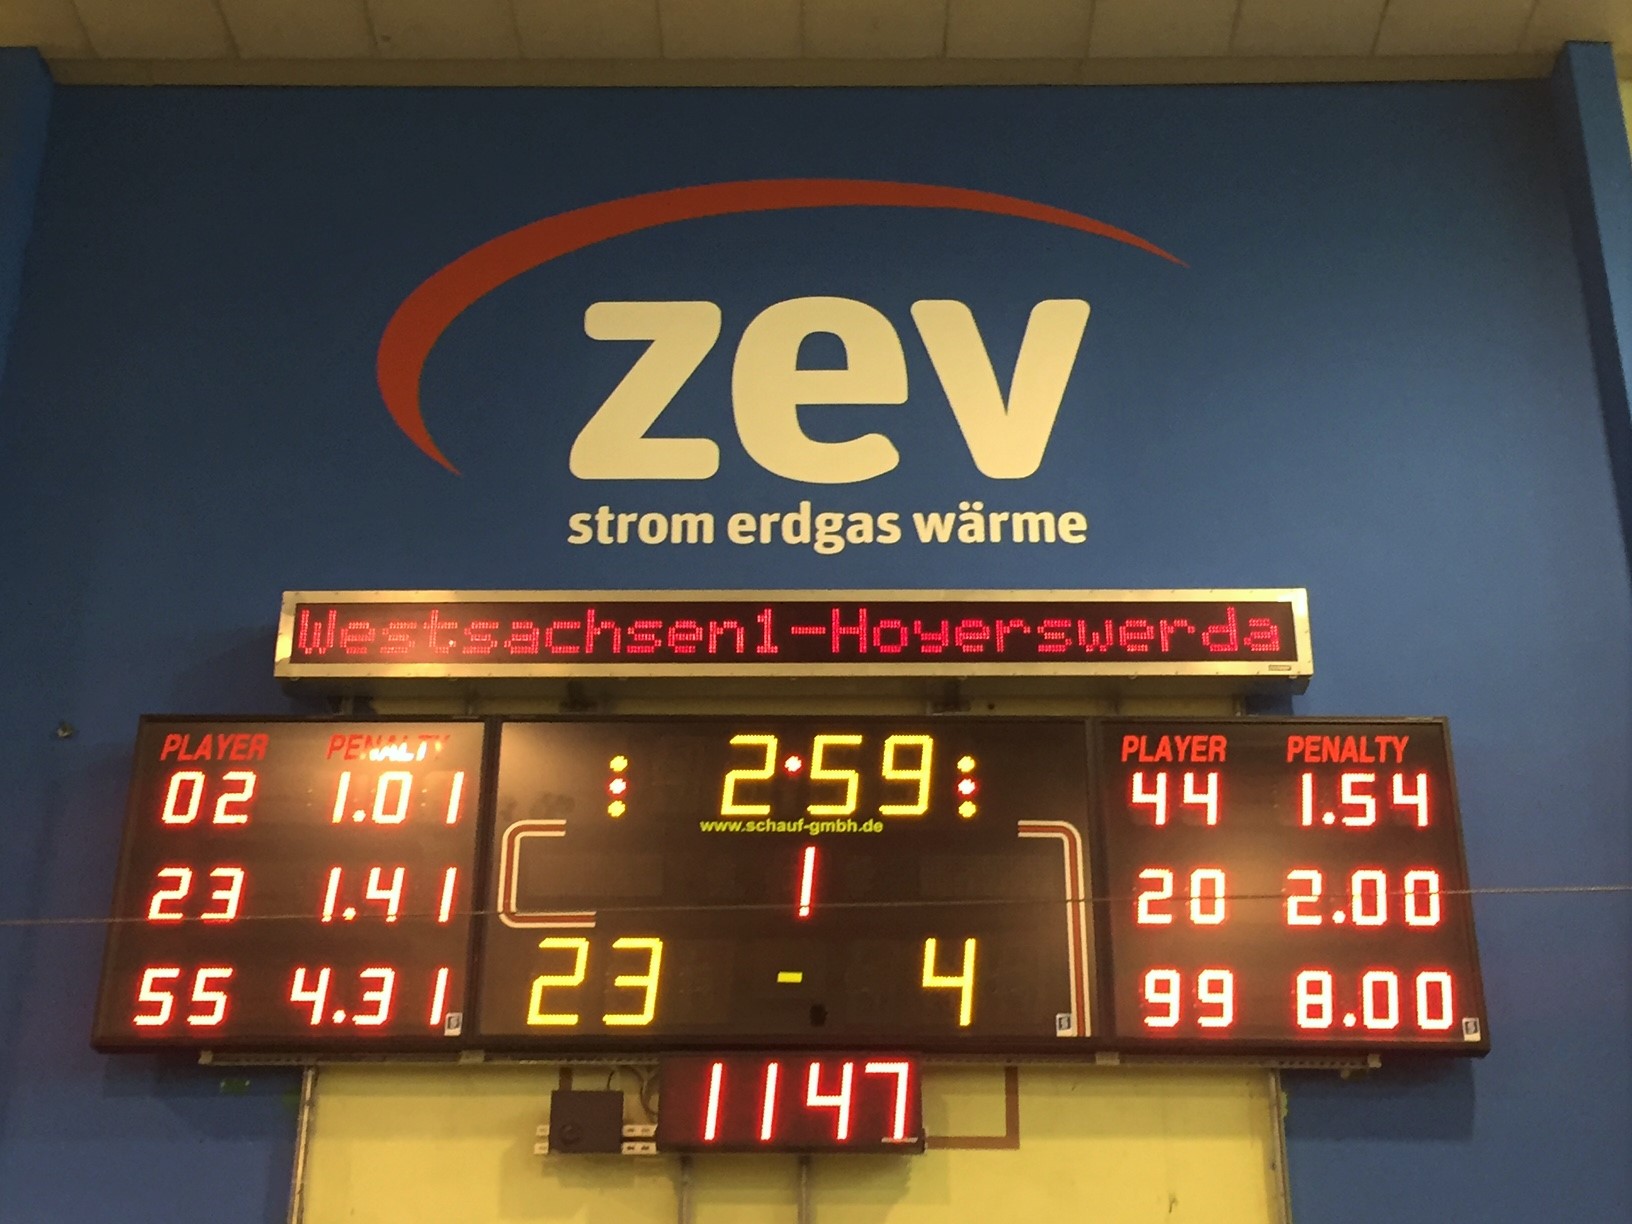 zev
strom erdgas wärme
Westsachsen1-Hoyerswerda
PLAYER PENALTY 2:59 PLAYER PENALTY
www.schauf-gmbh.de
02 1.01 44 1.54
23 1.41 1 20 2.00
55 4.31 23 - 4 99 8.00
1147